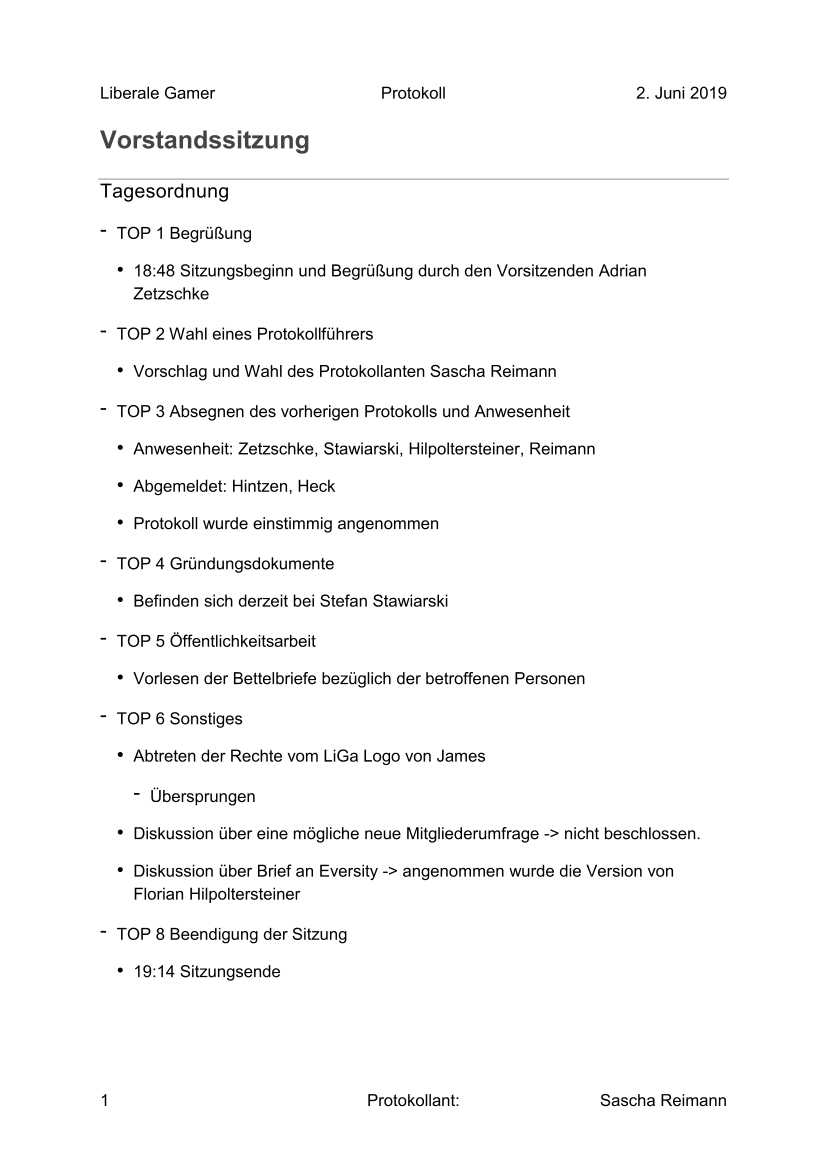 Liberale Gamer Protokoll 2. Juni 2019
Vorstandssitzung
Tagesordnung
- TOP 1 Begrüßung
• 18:48 Sitzungsbeginn und Begrüßung durch den Vorsitzenden Adrian
Zetzschke
- TOP 2 Wahl eines Protokollführers
• Vorschlag und Wahl des Protokollanten Sascha Reimann
- TOP 3 Absegnen des vorherigen Protokolls und Anwesenheit
• Anwesenheit: Zetzschke, Stawiarski, Hilpoltersteiner, Reimann
• Abgemeldet: Hintzen, Heck
• Protokoll wurde einstimmig angenommen
- TOP 4 Gründungsdokumente
• Befinden sich derzeit bei Stefan Stawiarski
- TOP 5 Öffentlichkeitsarbeit
• Vorlesen der Bettelbriefe bezüglich der betroffenen Personen
- TOP 6 Sonstiges
• Abtreten der Rechte vom LiGa Logo von James
- Übersprungen
• Diskussion über eine mögliche neue Mitgliederumfrage -> nicht beschlossen.
• Diskussion über Brief an Eversity -> angenommen wurde die Version von
Florian Hilpoltersteiner
- TOP 8 Beendigung der Sitzung
• 19:14 Sitzungsende
1 Protokollant: Sascha Reimann